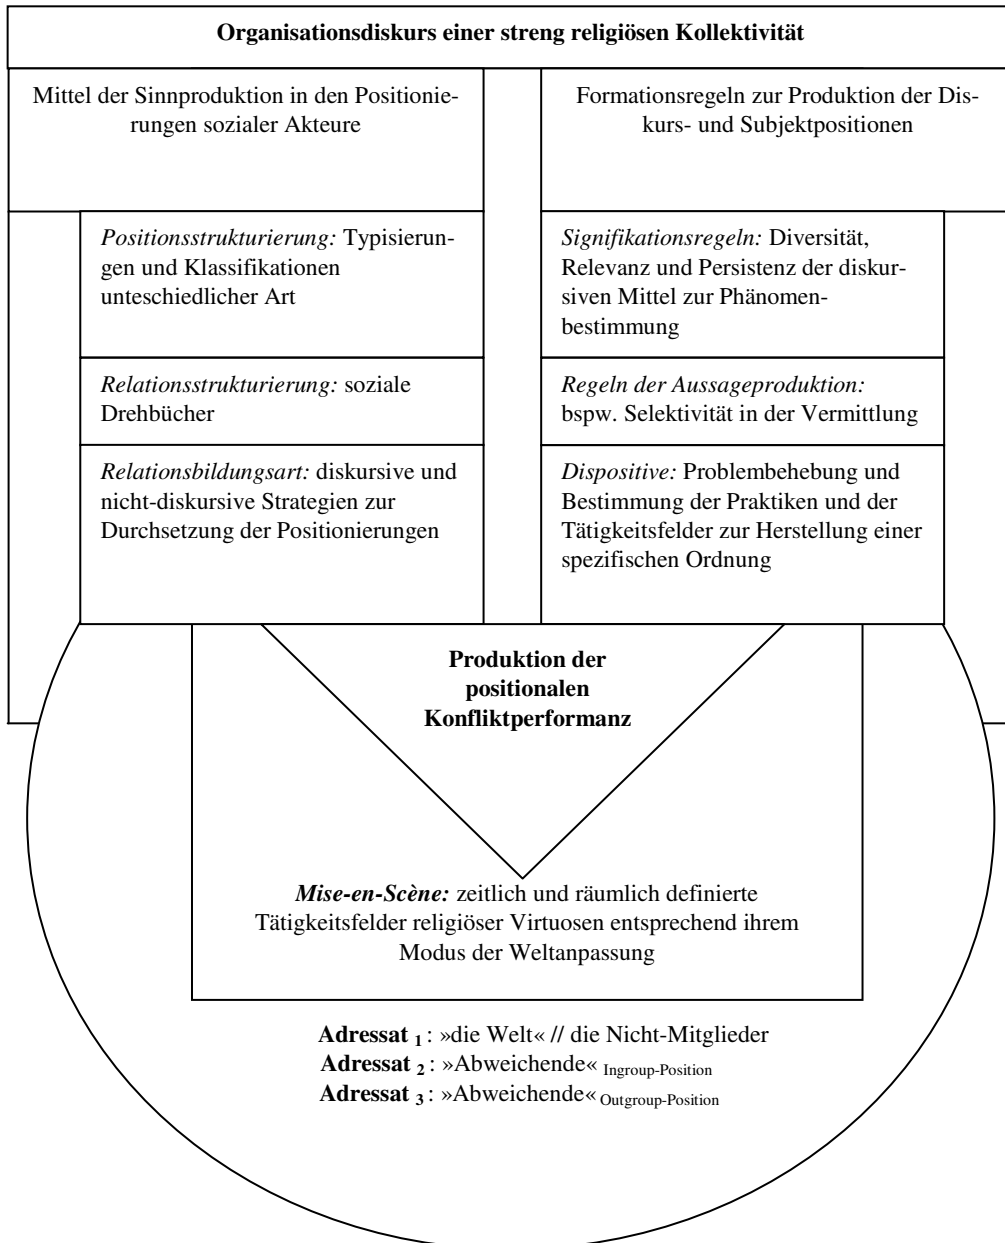 Organisationsdiskurs einer streng religiösen Kollektivität
Mittel der Sinnproduktion in den Positionie-
rungen sozialer Akteure
Formationsregeln zur Produktion der Dis-
kurs- und Subjektpositionen
Positionsstrukturierung: Typisierun-
gen und Klassifikationen
unteschiedlicher Art
Signifikationsregeln: Diversität,
Relevanz und Persistenz der diskur-
siven Mittel zur Phänomen-
bestimmung
Relationsstrukturierung: soziale
Drehbücher
Regeln der Aussageproduktion:
bspw. Selektivität in der Vermittlung
Relationsbildungsart: diskursive und
nicht-diskursive Strategien zur
Durchsetzung der Positionierungen
Dispositive: Problembehebung und
Bestimmung der Praktiken und der
Tätigkeitsfelder zur Herstellung einer
spezifischen Ordnung
Produktion der
positionalen
Konfliktperformanz
Mise-en-Scène: zeitlich und räumlich definierte
Tätigkeitsfelder religiöser Virtuosen entsprechend ihrem
Modus der Weltanpassung
Adressat 1 : »die Welt« // die Nicht-Mitglieder
Adressat 2 : »Abweichende« Ingroup-Position
Adressat 3 : »Abweichende« Outgroup-Position